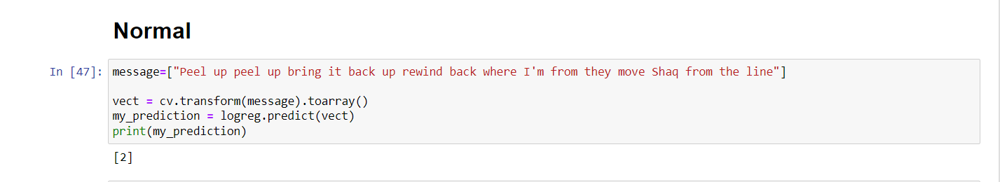 Normal
In [47]: message=["Peel up peel up bring it back up rewind back where I'm from they move Shaq from the line"]
vect = cv.transform(message).toarray()
my_prediction = logreg.predict(vect)
print(my_prediction)
[2]